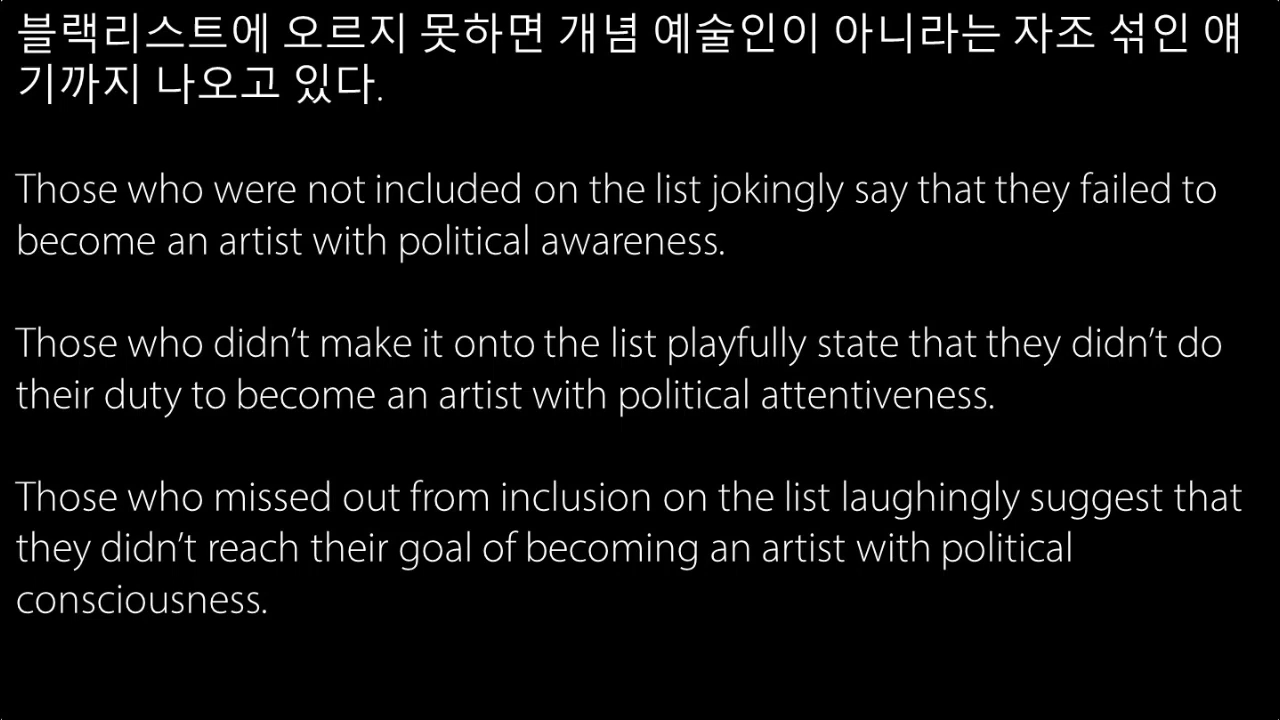 블랙리스트에 오르지 못하면 개념 예술인이 아니라는 자조 섞인 얘
기까지 나오고 있다.
Those who were not included on the list jokingly say that they failed to
become an artist with political awareness.
Those who didn’t make it onto the list playfully state that they didn’t do
their duty to become an artist with political attentiveness.
Those who missed out from inclusion on the list laughingly suggest that
they didn’t reach their goal of becoming an artist with political
consciousness.